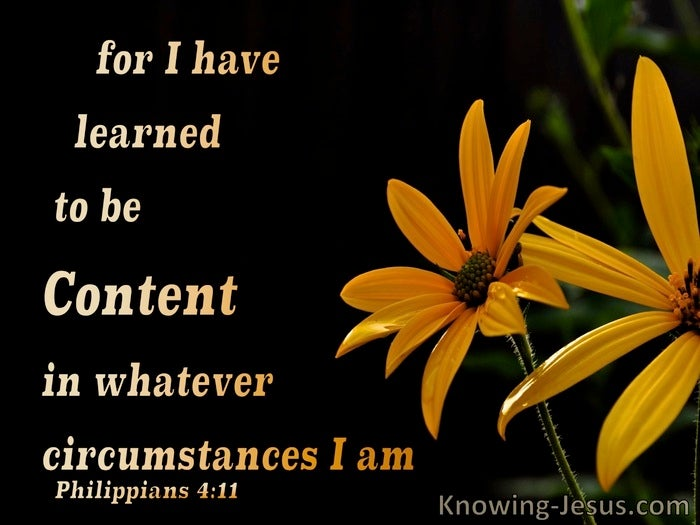 for I have
learned
to be
Content
in whatever
circumstances I am
Philippians 4:11
Knowing-Jesus.com